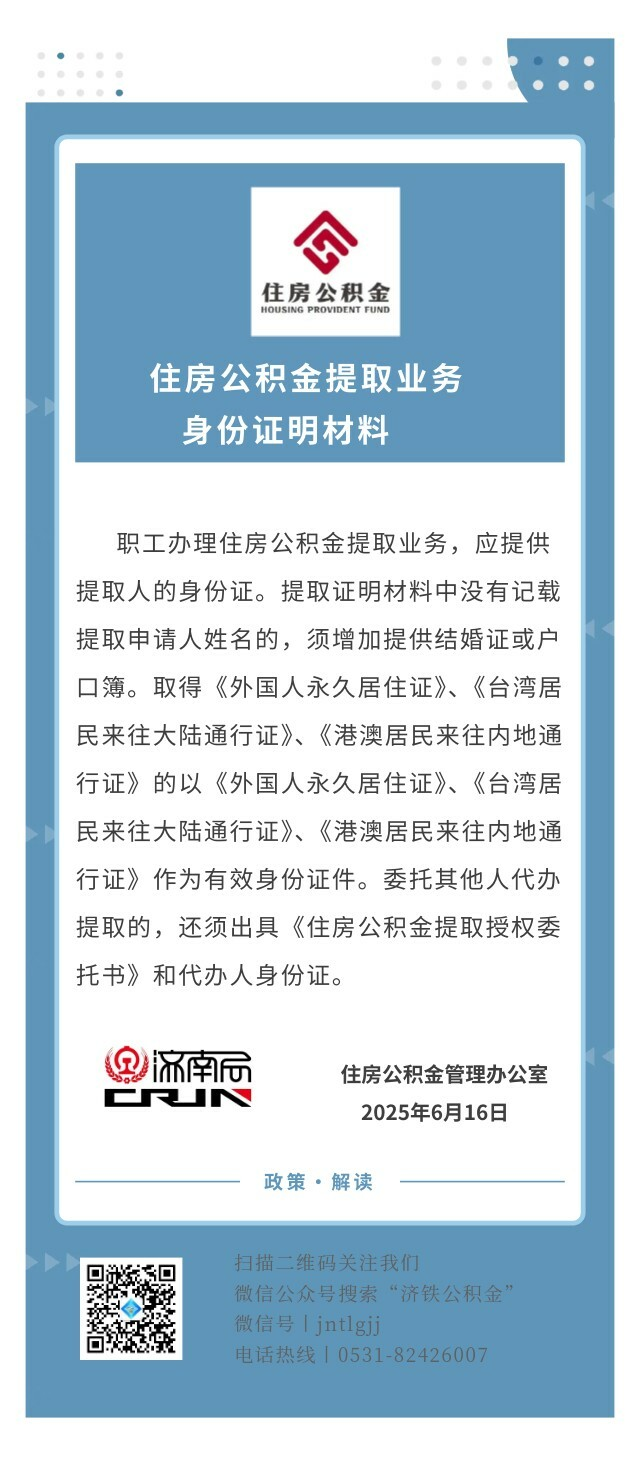 住房公积金
HOUSING PROVIDENT FUND
住房公积金提取业务
身份证明材料
职工办理住房公积金提取业务，应提供
提取人的身份证。提取证明材料中没有记载
提取申请人姓名的，须增加提供结婚证或户
口簿。取得《外国人永久居住证》、《台湾居
民来往大陆通行证》、《港澳居民来往内地通
行证》的以《外国人永久居住证》、《台湾居
民来往大陆通行证》、《港澳居民来往内地通
行证》作为有效身份证件。委托其他人代办
提取的，还须出具《住房公积金提取授权委
托书》和代办人身份证。
济南局
CRJN
住房公积金管理办公室
2025年6月16日
政策·解读
扫描二维码关注我们
微信公众号搜索“济铁公积金”
微信号丨jntlgjj
电话热线丨0531-82426007